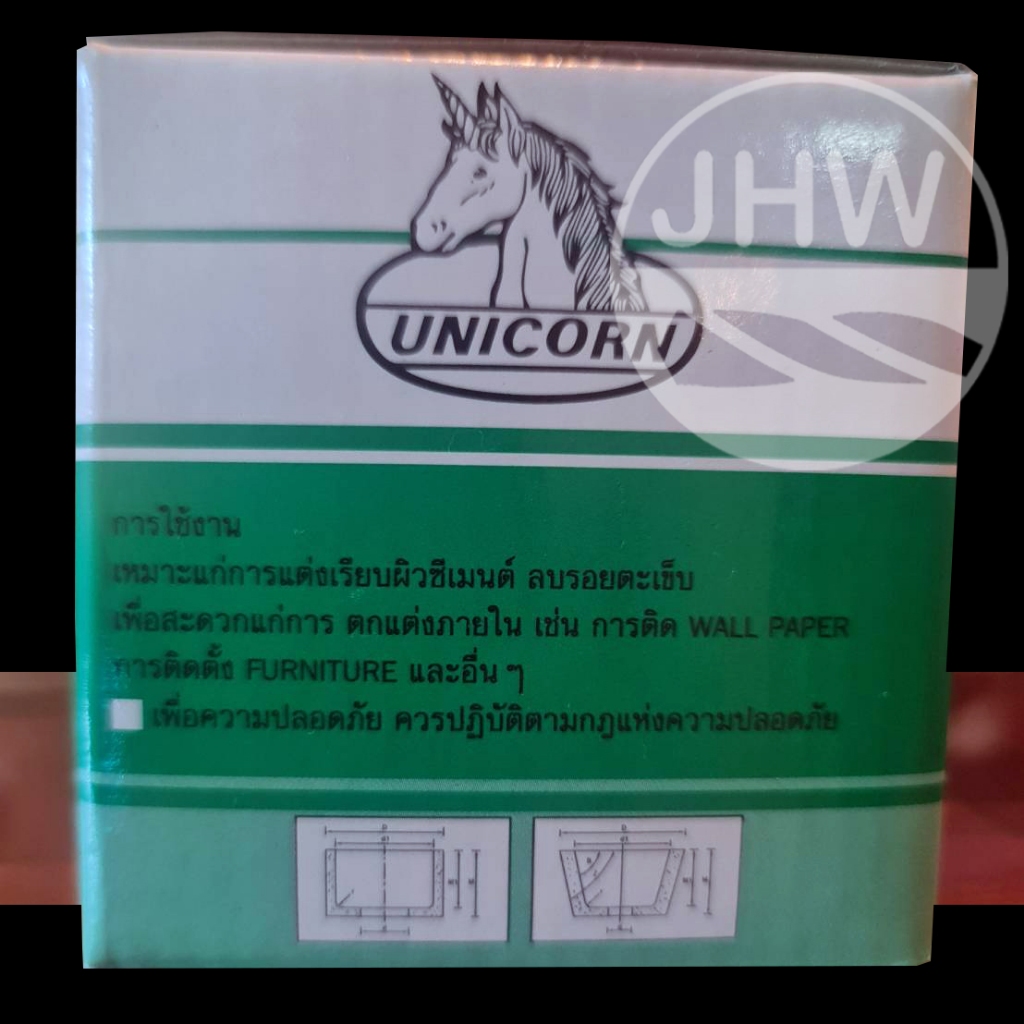 JHW
UNICORN
การใช้งาน
เหมาะแก่การแต่งเรียบผิวซีเมนต์ ลบรอยตะเข็บ
เพื่อสะดวกแก่การ ตกแต่งภายใน เช่น การติด WALL PAPER
การติดตั้ง FURNITURE และอื่น ๆ
เพื่อความปลอดภัย ควรปฏิบัติตามกฎแห่งความปลอดภัย